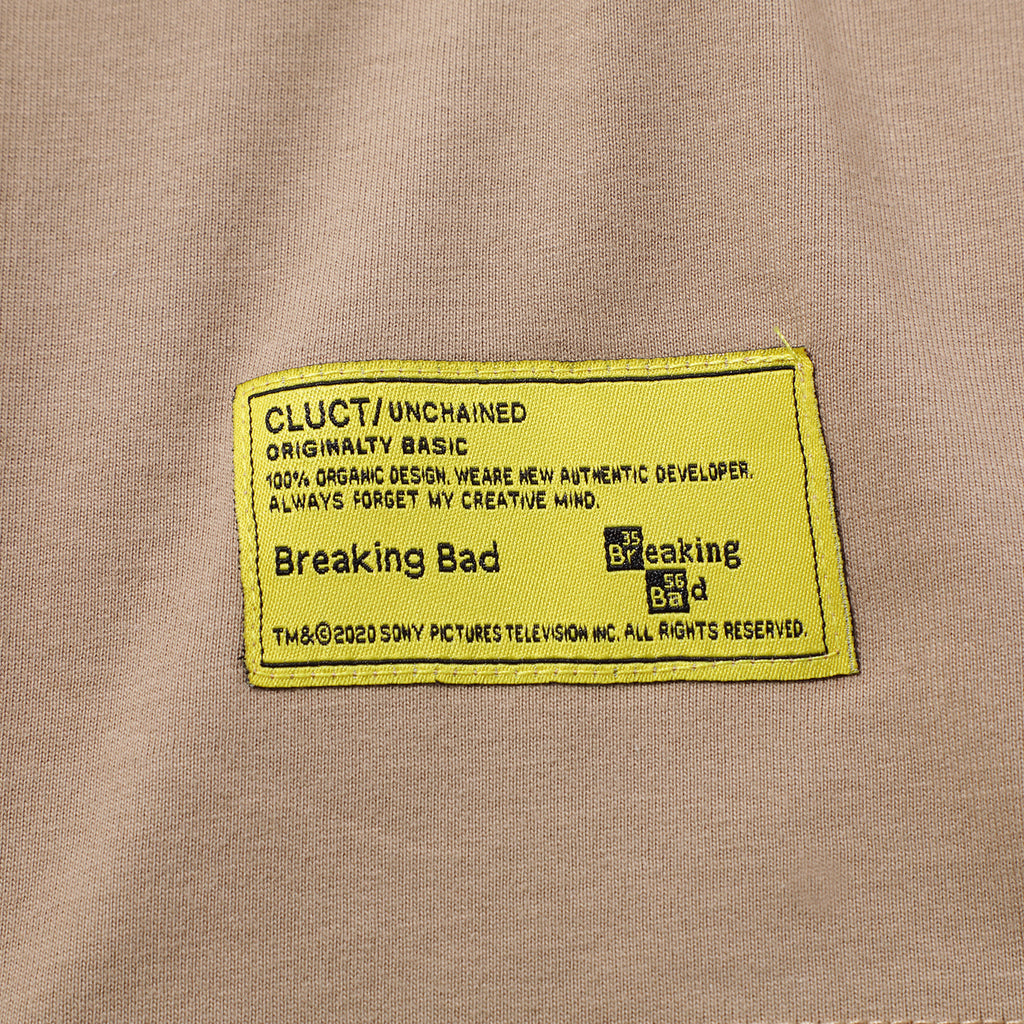 CLUCT/UNCHAINED
ORIGINALTY BASIC
100% ORGANIC DESIGN. WEARE NEW AUTHENTIC DEVELOPER.
ALWAYS FORGET MY CREATIVE MIND.
Breaking Bad
35
Breaking
56
Bad
TM&©2020 SONY PICTURES TELEVISION INC. ALL RIGHTS RESERVED.